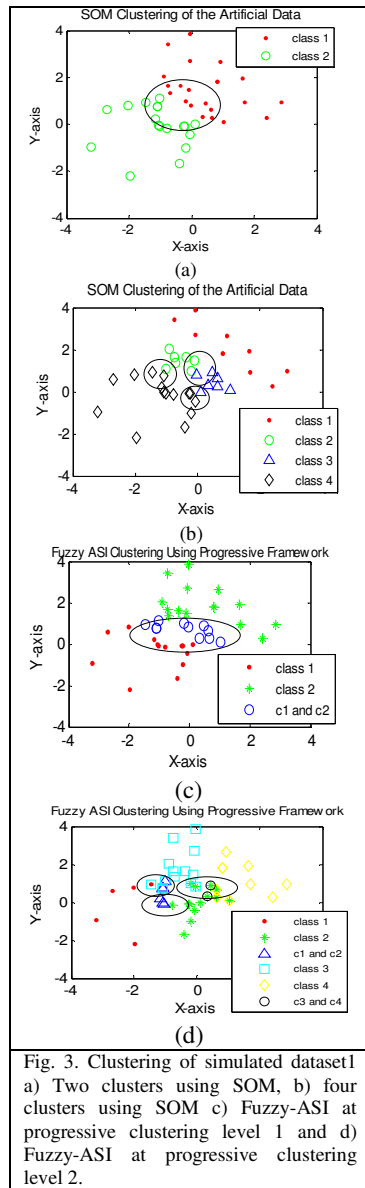 SOM Clustering of the Artificial Data
4
2
0
-2
-4
Y-axis
-4
-2
0
2
4
X-axis
class 1
class 2
(a)
SOM Clustering of the Artificial Data
4
2
0
-2
-4
Y-axis
-4
-2
0
2
4
X-axis
class 1
class 2
class 3
class 4
(b)
Fuzzy ASI Clustering Using Progressive Framework
4
2
0
-2
-4
Y-axis
-4
-2
0
2
4
X-axis
class 1
class 2
c1 and c2
(c)
Fuzzy ASI Clustering Using Progressive Framework
4
2
0
-2
-4
Y-axis
-4
-2
0
2
4
X-axis
class 1
class 2
c1 and c2
class 3
class 4
c3 and c4
(d)
Fig. 3. Clustering of simulated dataset1
a) Two clusters using SOM, b) four
clusters using SOM c) Fuzzy-ASI at
progressive clustering level 1 and d)
Fuzzy-ASI at progressive clustering
level 2.